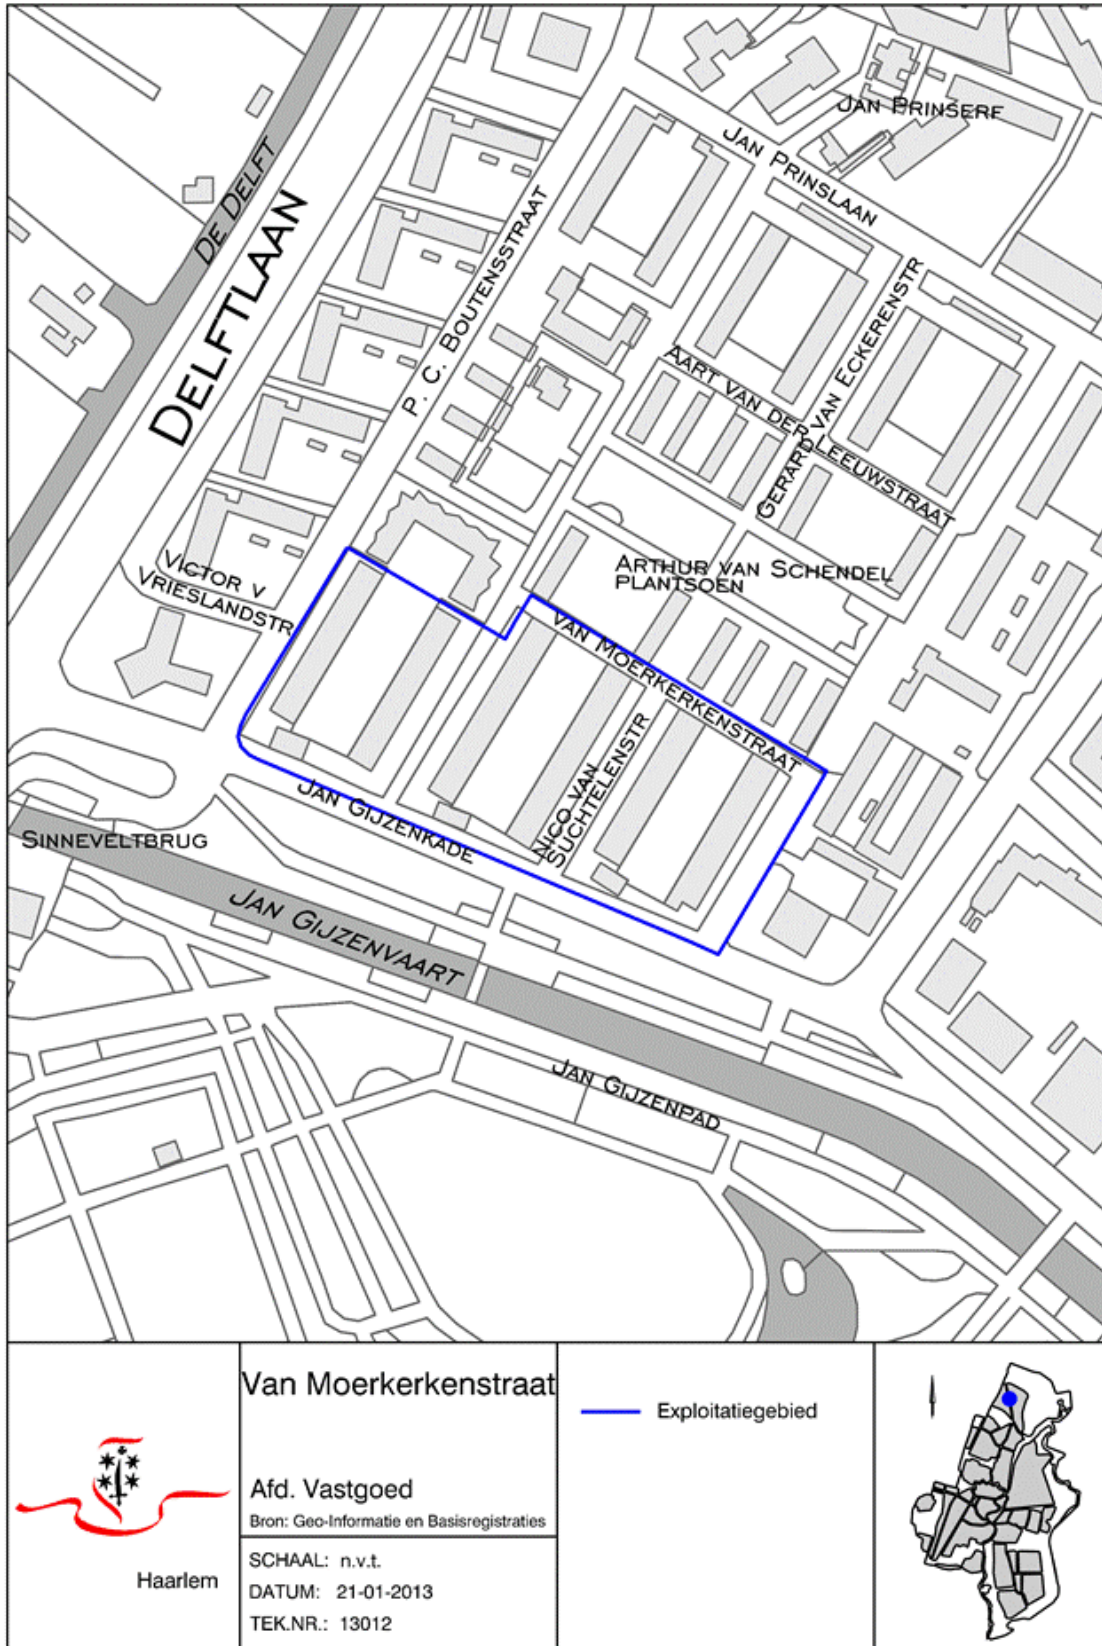 Jan Prinserf
Jan Prinslaan
De Delft
Delftlaan
P. C. Boutensstraat
Gerard van Eckerenstr
Aart van der Leeuwstraat
Arthur van Schendel
plantsoen
Victor v
Vrieslandstr
van Moerkerkenstraat
Nico van
Suchtelenstr
Jan Gijzenkade
Sinneveltbrug
Jan Gijzenvaart
Jan Gijzenpad
Van Moerkerkenstraat
Afd. Vastgoed
Bron: Geo-Informatie en Basisregistraties
SCHAAL: n.v.t.
DATUM: 21-01-2013
TEK.NR.: 13012
Haarlem
Exploitatiegebied